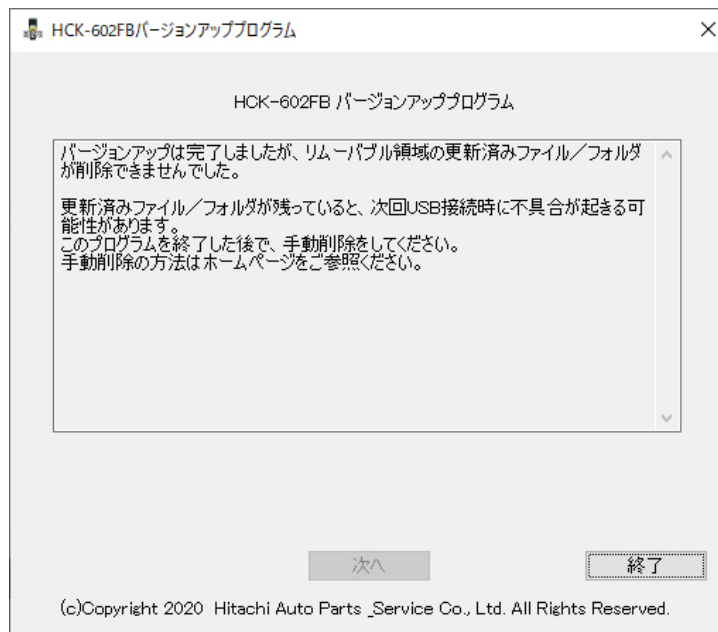 HCK-602FBバージョンアッププログラム
HCK-602FB バージョンアッププログラム
バージョンアップは完了しましたが、リムーバブル領域の更新済みファイル／フォルダ
が削除できませんでした。
更新済みファイル／フォルダが残っていると、次回USB接続時に不具合が起きる可
能性があります。
このプログラムを終了した後で、手動削除をしてください。
手動削除の方法はホームページをご参照ください。
次へ
終了
(c)Copyright 2020 Hitachi Auto Parts _Service Co., Ltd. All Rights Reserved.